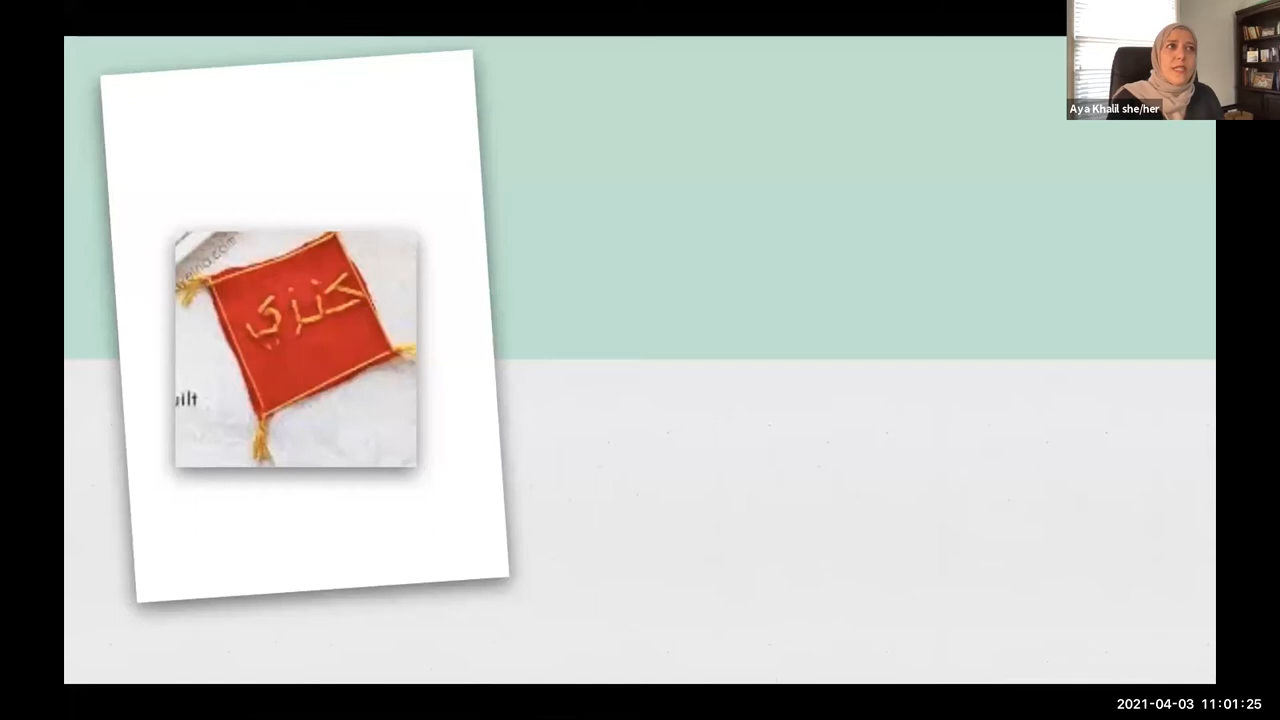 Aya Khalil she/her
كنزي
uilt
2021-04-03 11:01:25